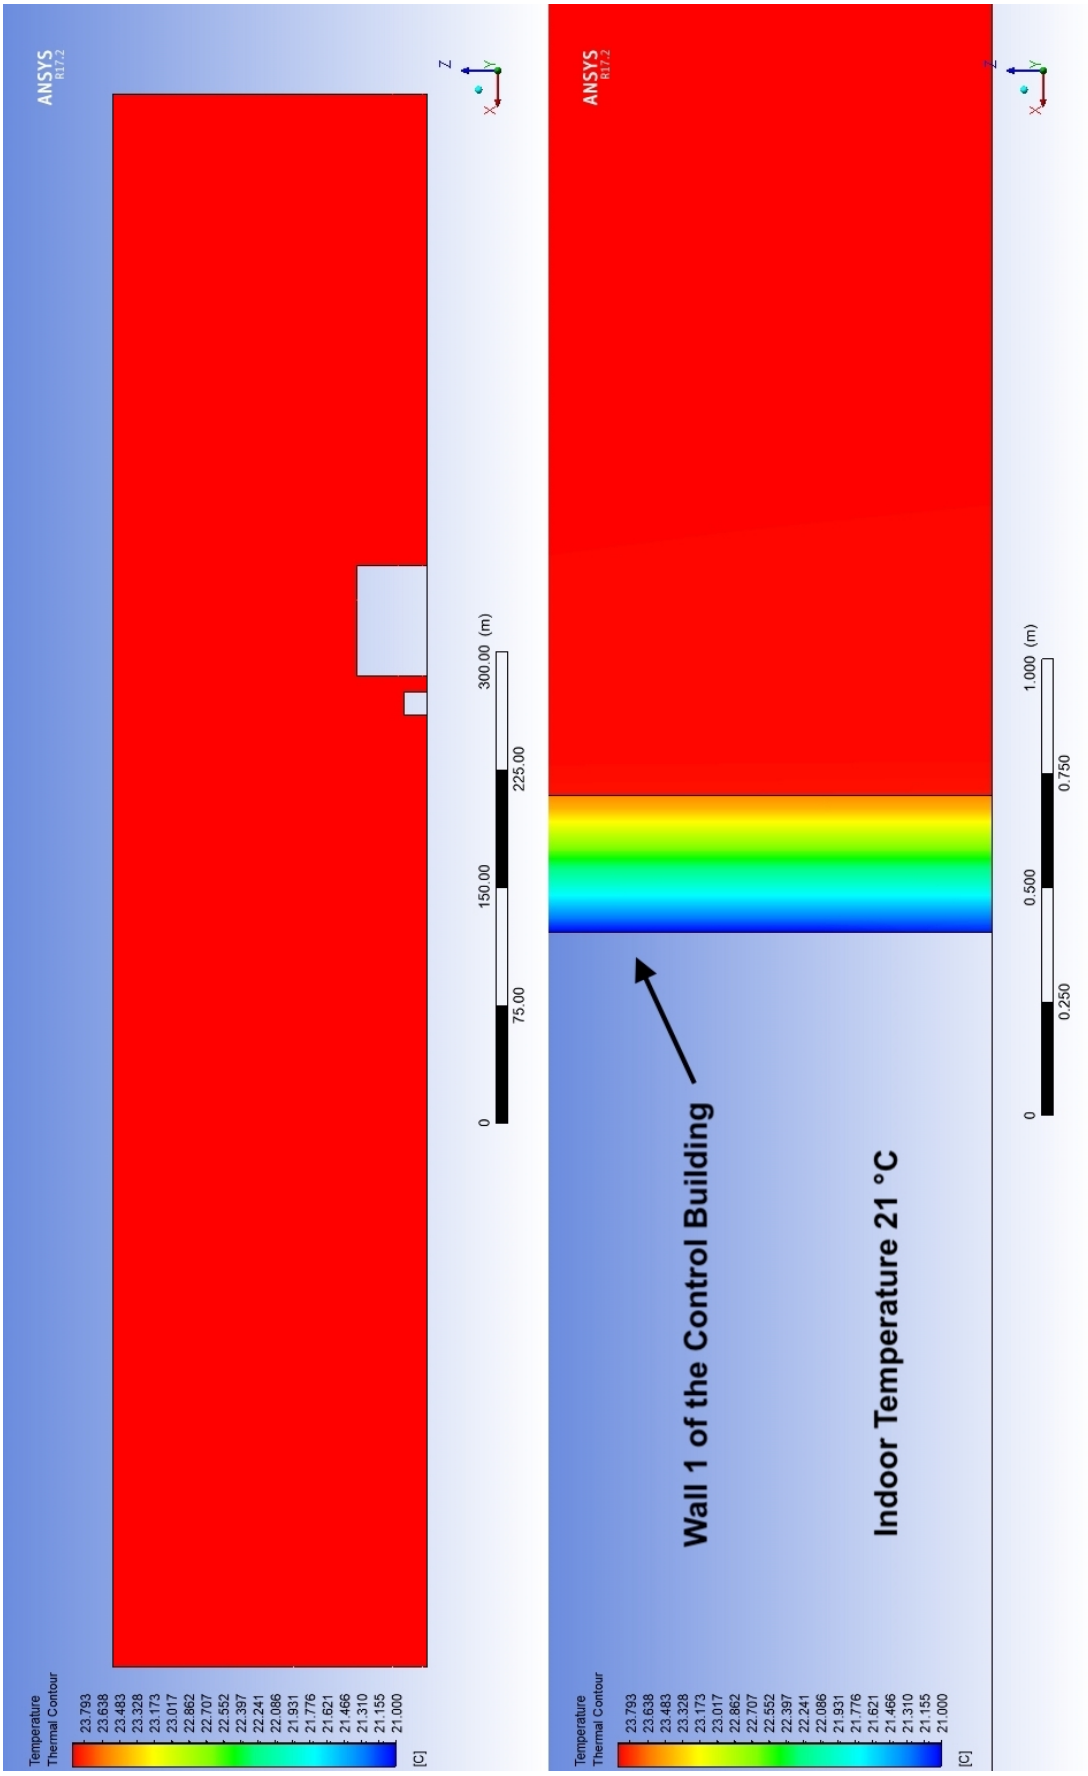 Temperature
Thermal Contour
23.793
23.638
23.483
23.328
23.173
23.017
22.862
22.707
22.552
22.397
22.241
22.086
21.931
21.776
21.621
21.466
21.310
21.155
21.000
[C]
ANSYS
R17.2
0
150.00
300.00 (m)
75.00
225.00
Z
Y
X
Temperature
Thermal Contour
23.793
23.638
23.483
23.328
23.173
23.017
22.862
22.707
22.552
22.397
22.241
22.086
21.931
21.776
21.621
21.466
21.310
21.155
21.000
[C]
ANSYS
R17.2
Wall 1 of the Control Building
Indoor Temperature 21 °C
0
0.500
1.000 (m)
0.250
0.750
Z
Y
X